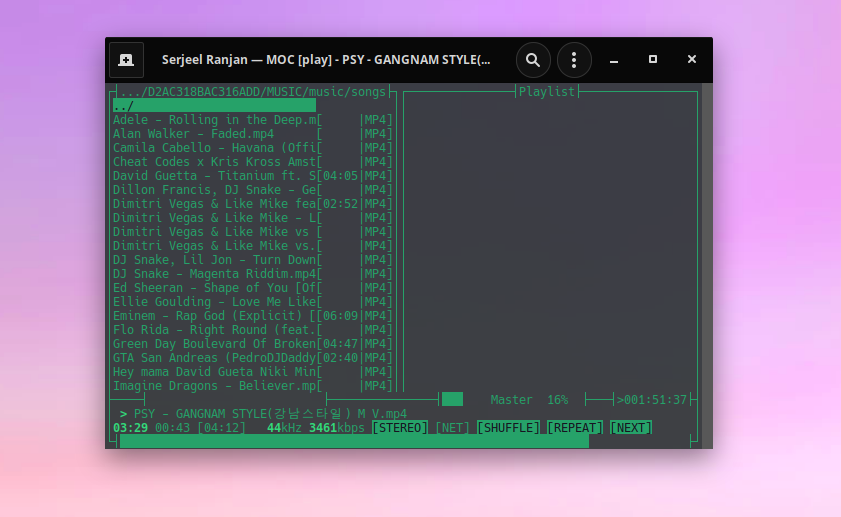 Serjeel Ranjan — MOC [play] - PSY - GANGNAM STYLE(...
.../D2AC318BAC316ADD/MUSIC/music/songs
Playlist
../
Adele - Rolling in the Deep.m[ |MP4]
Alan Walker - Faded.mp4 [ |MP4]
Camila Cabello - Havana (Offi[ |MP4]
Cheat Codes x Kris Kross Amst[ |MP4]
David Guetta - Titanium ft. S[04:05|MP4]
Dillon Francis, DJ Snake - Ge[ |MP4]
Dimitri Vegas & Like Mike fea[02:52|MP4]
Dimitri Vegas & Like Mike - L[ |MP4]
Dimitri Vegas & Like Mike vs [ |MP4]
Dimitri Vegas & Like Mike vs.[ |MP4]
DJ Snake, Lil Jon - Turn Down[ |MP4]
DJ Snake - Magenta Riddim.mp4[ |MP4]
Ed Sheeran - Shape of You [Of[ |MP4]
Ellie Goulding - Love Me Like[ |MP4]
Eminem - Rap God (Explicit) [[06:09|MP4]
Flo Rida - Right Round (feat.[ |MP4]
Green Day Boulevard Of Broken[04:47|MP4]
GTA San Andreas (PedroDJDaddy[02:40|MP4]
Hey mama David Gueta Niki Min[ |MP4]
Imagine Dragons - Believer.mp[ |MP4]
Master 16% >001:51:37
> PSY - GANGNAM STYLE(강남스타일) M V.mp4
03:29 00:43 [04:12] 44kHz 3461kbps [STEREO] [NET] [SHUFFLE] [REPEAT] [NEXT]